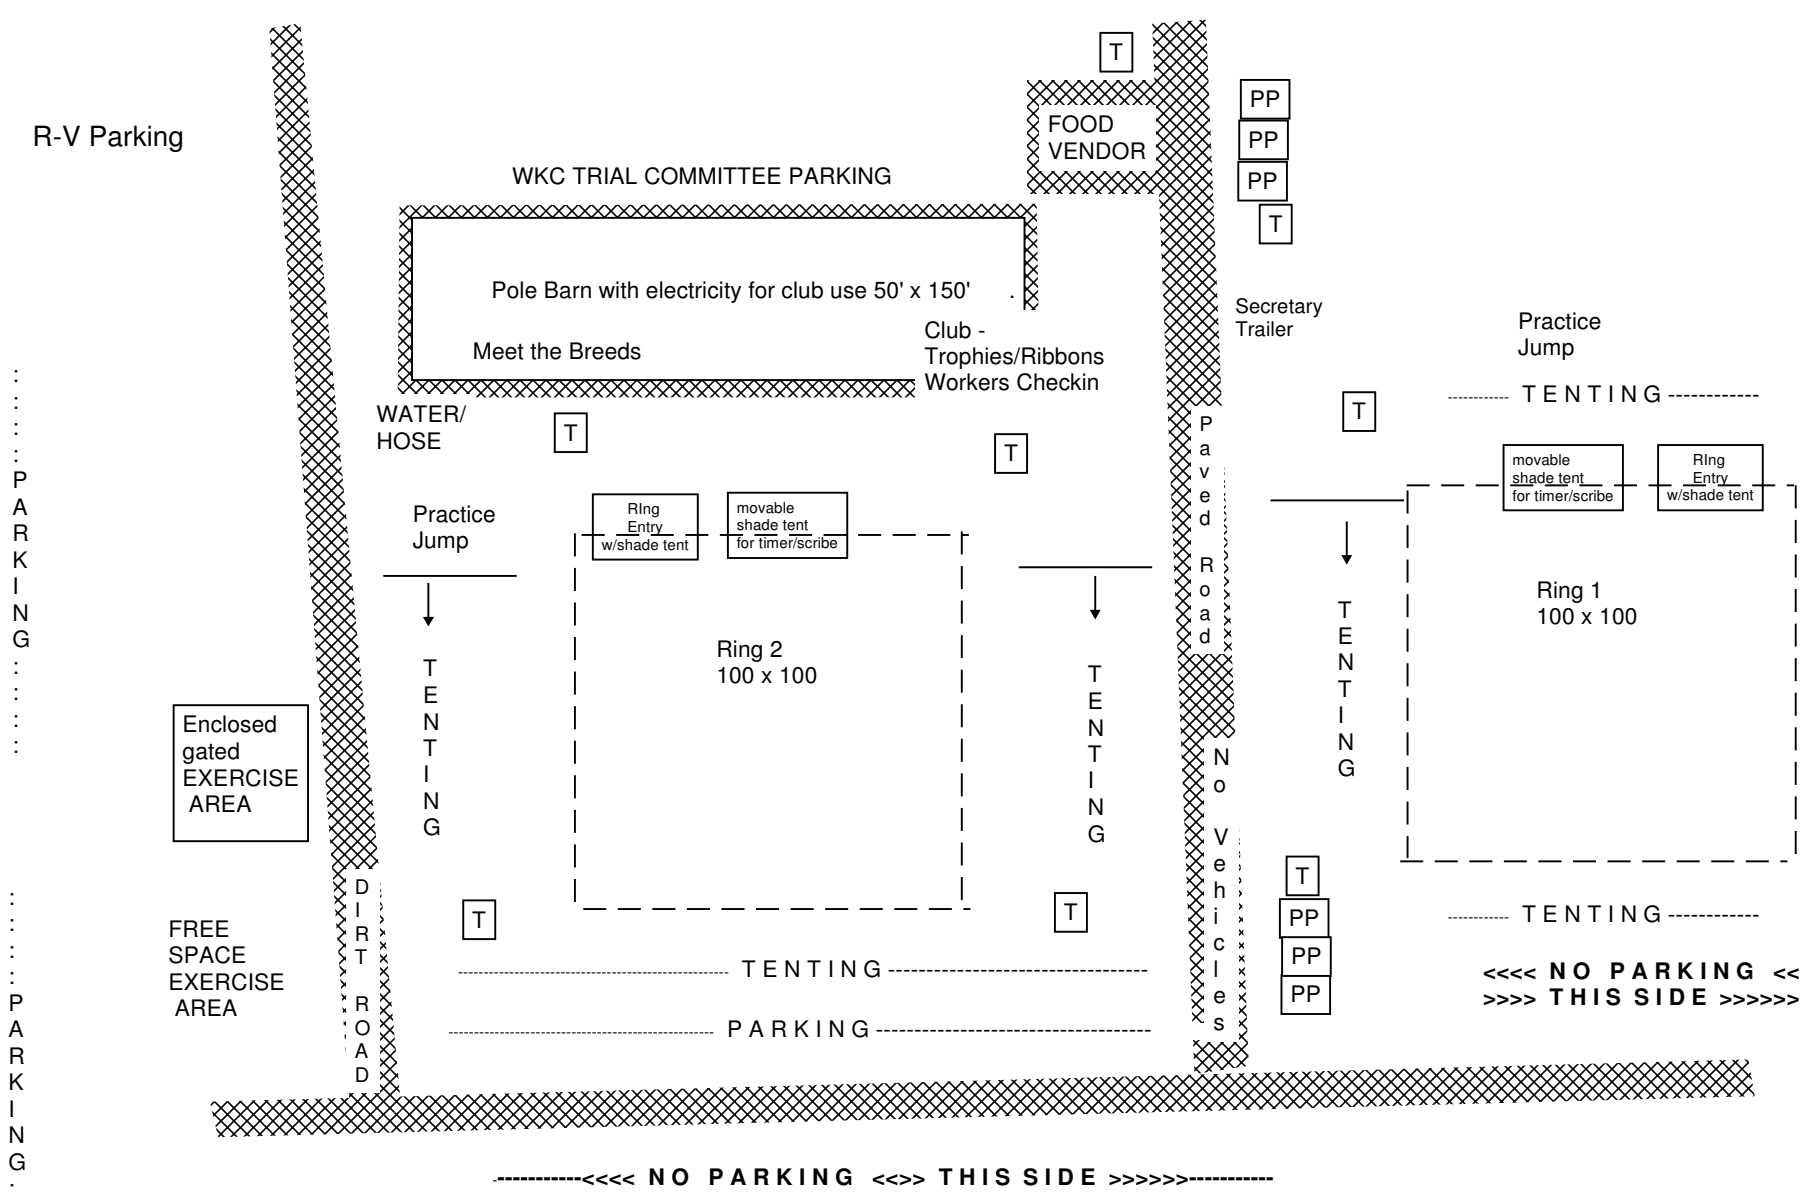 T
PP
PP
PP
T
FOOD
VENDOR
R-V Parking
WKC TRIAL COMMITTEE PARKING
Pole Barn with electricity for club use 50' x 150' .
Meet the Breeds
Club -
Trophies/Ribbons
Workers Checkin
Secretary
Trailer
Practice
Jump
--------- TENTING ------------
WATER/
HOSE
T
T
T
: : : : PARKING : : : :
Paved Road
movable
shade tent
for timer/scribe
RIng
Entry
w/shade tent
Practice
Jump
RIng
Entry
w/shade tent
movable
shade tent
for timer/scribe
Ring 1
100 x 100
Ring 2
100 x 100
TENTING
TENTING
TENTING
Enclosed
gated
EXERCISE
AREA
No Vehicles
DIRT ROAD
T
PP
PP
PP
T
T
FREE
SPACE
EXERCISE
AREA
--------- TENTING ------------
---------- TENTING ----------
<<<< NO PARKING <<
>>>> THIS SIDE >>>>>>
---------- PARKING ----------
: : : : PARKING :
-----------<<<< NO PARKING <<>> THIS SIDE >>>>>>-----------